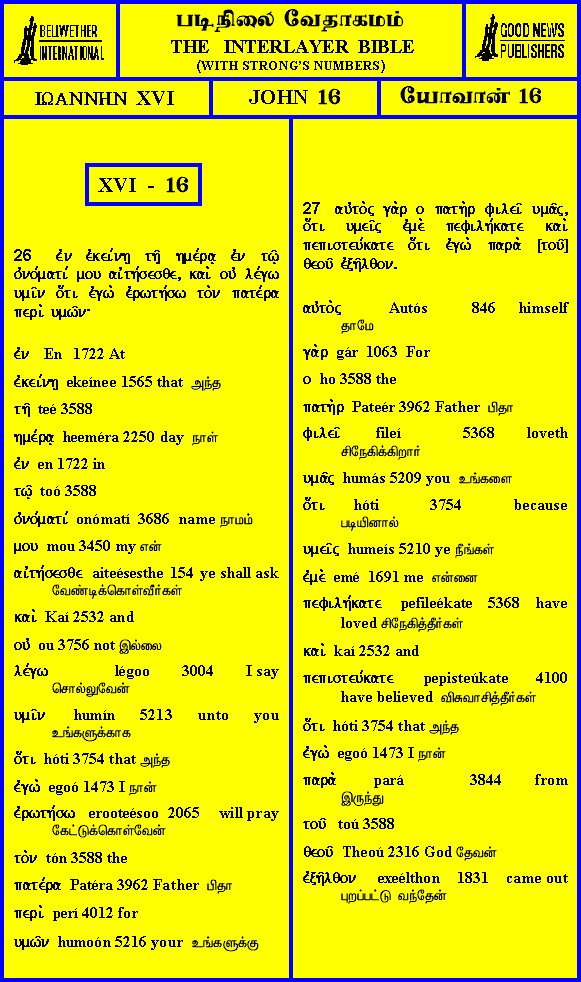 BELLWETHER
INTERNATIONAL
படிநிலை வேதாகமம்
THE INTERLAYER BIBLE
(WITH STRONG'S NUMBERS)
GOOD NEWS
PUBLISHERS
ΙΩΑΝΝΗΝ XVI
JOHN 16
யோவான் 16
XVI - 16
26 ἐν ἐκείνῃ τῇ ἡμέρᾳ ἐν τῷ
ὀνόματί μου αἰτήσεσθε, καὶ οὐ λέγω
υμῖν ὅτι ἐγὼ ἐρωτήσω τὸν πατέρα
περὶ υμῶν·
ἐν En 1722 At
ἐκείνῃ ekeínee 1565 that அந்த
τῇ teé 3588
ημέρᾳ heeméra 2250 day நாள்
ἐν en 1722 in
τῷ toó 3588
ὀνόματί onómatí 3686 name நாமம்
μου mou 3450 my என்
αἰτήσεσθε aiteésesthe 154 ye shall ask
வேண்டிக்கொள்வீர்கள்
καὶ Kaí 2532 and
οὐ ou 3756 not இல்லை
λέγω légoo 3004 I say
சொல்லுவேன்
υμῖν humín 5213 unto you
உங்களுக்காக
ὅτι hóti 3754 that அந்த
ἐγὼ egoó 1473 I நான்
ἐρωτήσω erooteésoo 2065 will pray
கேட்டுக்கொள்வேன்
τὸν tón 3588 the
πατέρα Patéra 3962 Father பிதா
περὶ perí 4012 for
υμῶν humoón 5216 your உங்களுக்கு
27 αὐτὸς γὰρ ο πατὴρ φιλεῖ υμᾶς,
ὅτι υμεῖς ἐμὲ πεφιλήκατε καὶ
πεπιστεύκατε ὅτι ἐγὼ παρὰ [τοῦ]
θεοῦ ἐξῆλθον.
αὐτὸς Autós 846 himself
தாமே
γὰρ gár 1063 For
ο ho 3588 the
πατὴρ Pateér 3962 Father பிதா
φιλεῖ fileí 5368 loveth
சிநேகிக்கிறார்
υμᾶς humás 5209 you உங்களை
ὅτι hóti 3754 because
படியினால்
υμεῖς humeís 5210 ye நீங்கள்
ἐμὲ emé 1691 me என்னை
πεφιλήκατε pefileékate 5368 have
loved சிநேகித்தீர்கள்
καὶ kaí 2532 and
πεπιστεύκατε pepisteúkate 4100
have believed விசுவாசித்தீர்கள்
ὅτι hóti 3754 that அந்த
ἐγὼ egoó 1473 I நான்
παρὰ pará 3844 from
இருந்து
τοῦ toú 3588
θεοῦ Theoú 2316 God தேவன்
ἐξῆλθον exeélthon 1831 came out
புறப்பட்டு வந்தேன்